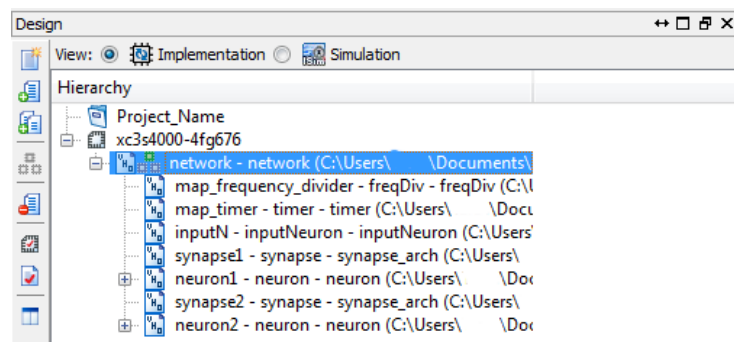 Design
View: Implementation Simulation
Hierarchy
Project_Name
xc3s4000-4fg676
network - network (C:\Users\ \Documents\
map_frequency_divider - freqDiv - freqDiv (C:\U
map_timer - timer - timer (C:\Users\ \Docu
inputN - inputNeuron - inputNeuron (C:\Users'
synapse1 - synapse - synapse_arch (C:\Users\
neuron1 - neuron - neuron (C:\Users\ \Doc
synapse2 - synapse - synapse_arch (C:\Users\
neuron2 - neuron - neuron (C:\Users\ \Doc